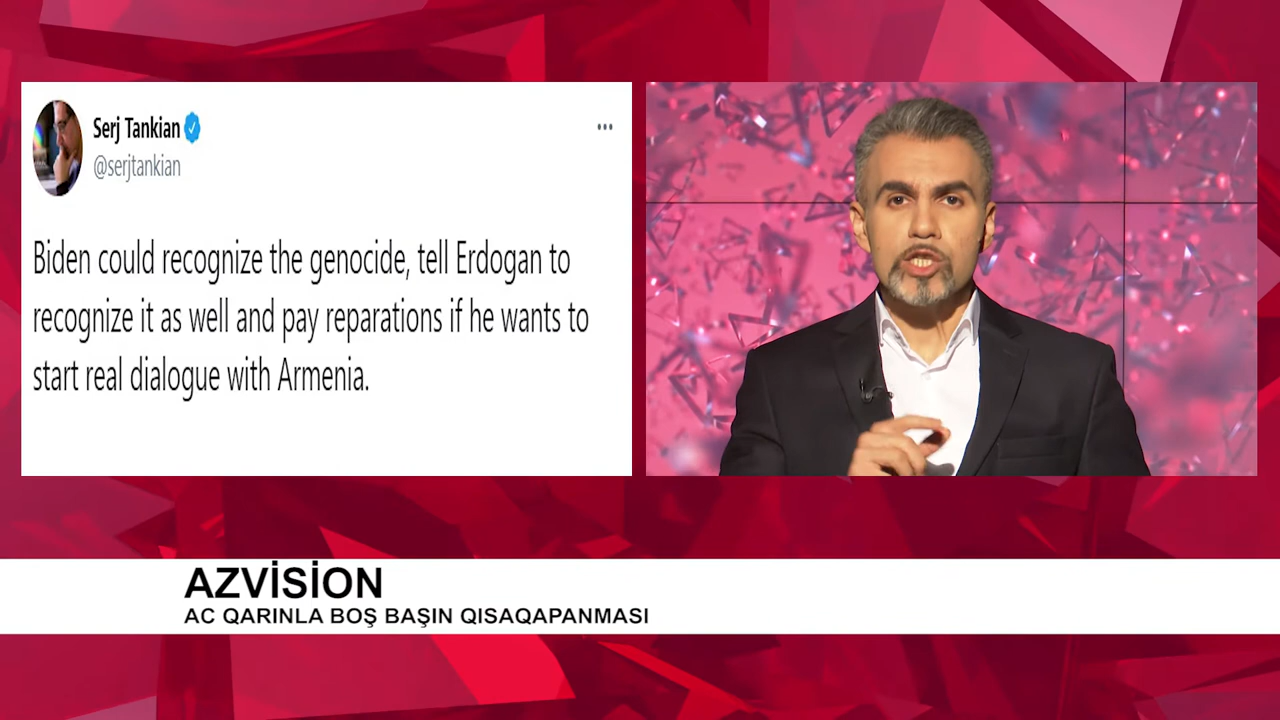 Serj Tankian
@serjtankian
Biden could recognize the genocide, tell Erdogan to
recognize it as well and pay reparations if he wants to
start real dialogue with Armenia.
AZVİSİON
AC QARINLA BOŞ BAŞIN QISAQAPANMASI